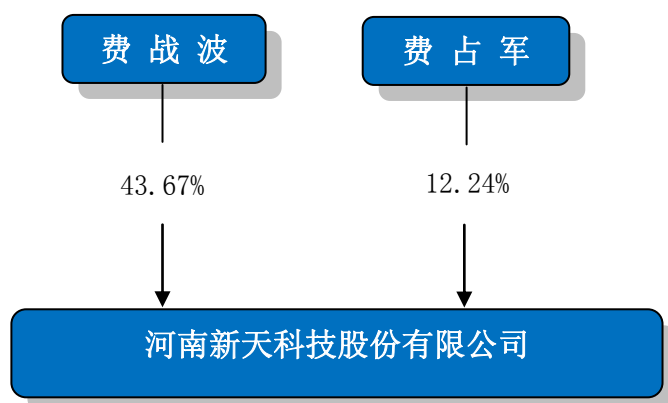 费 战 波
费 占 军
43.67%
12.24%
河南新天科技股份有限公司